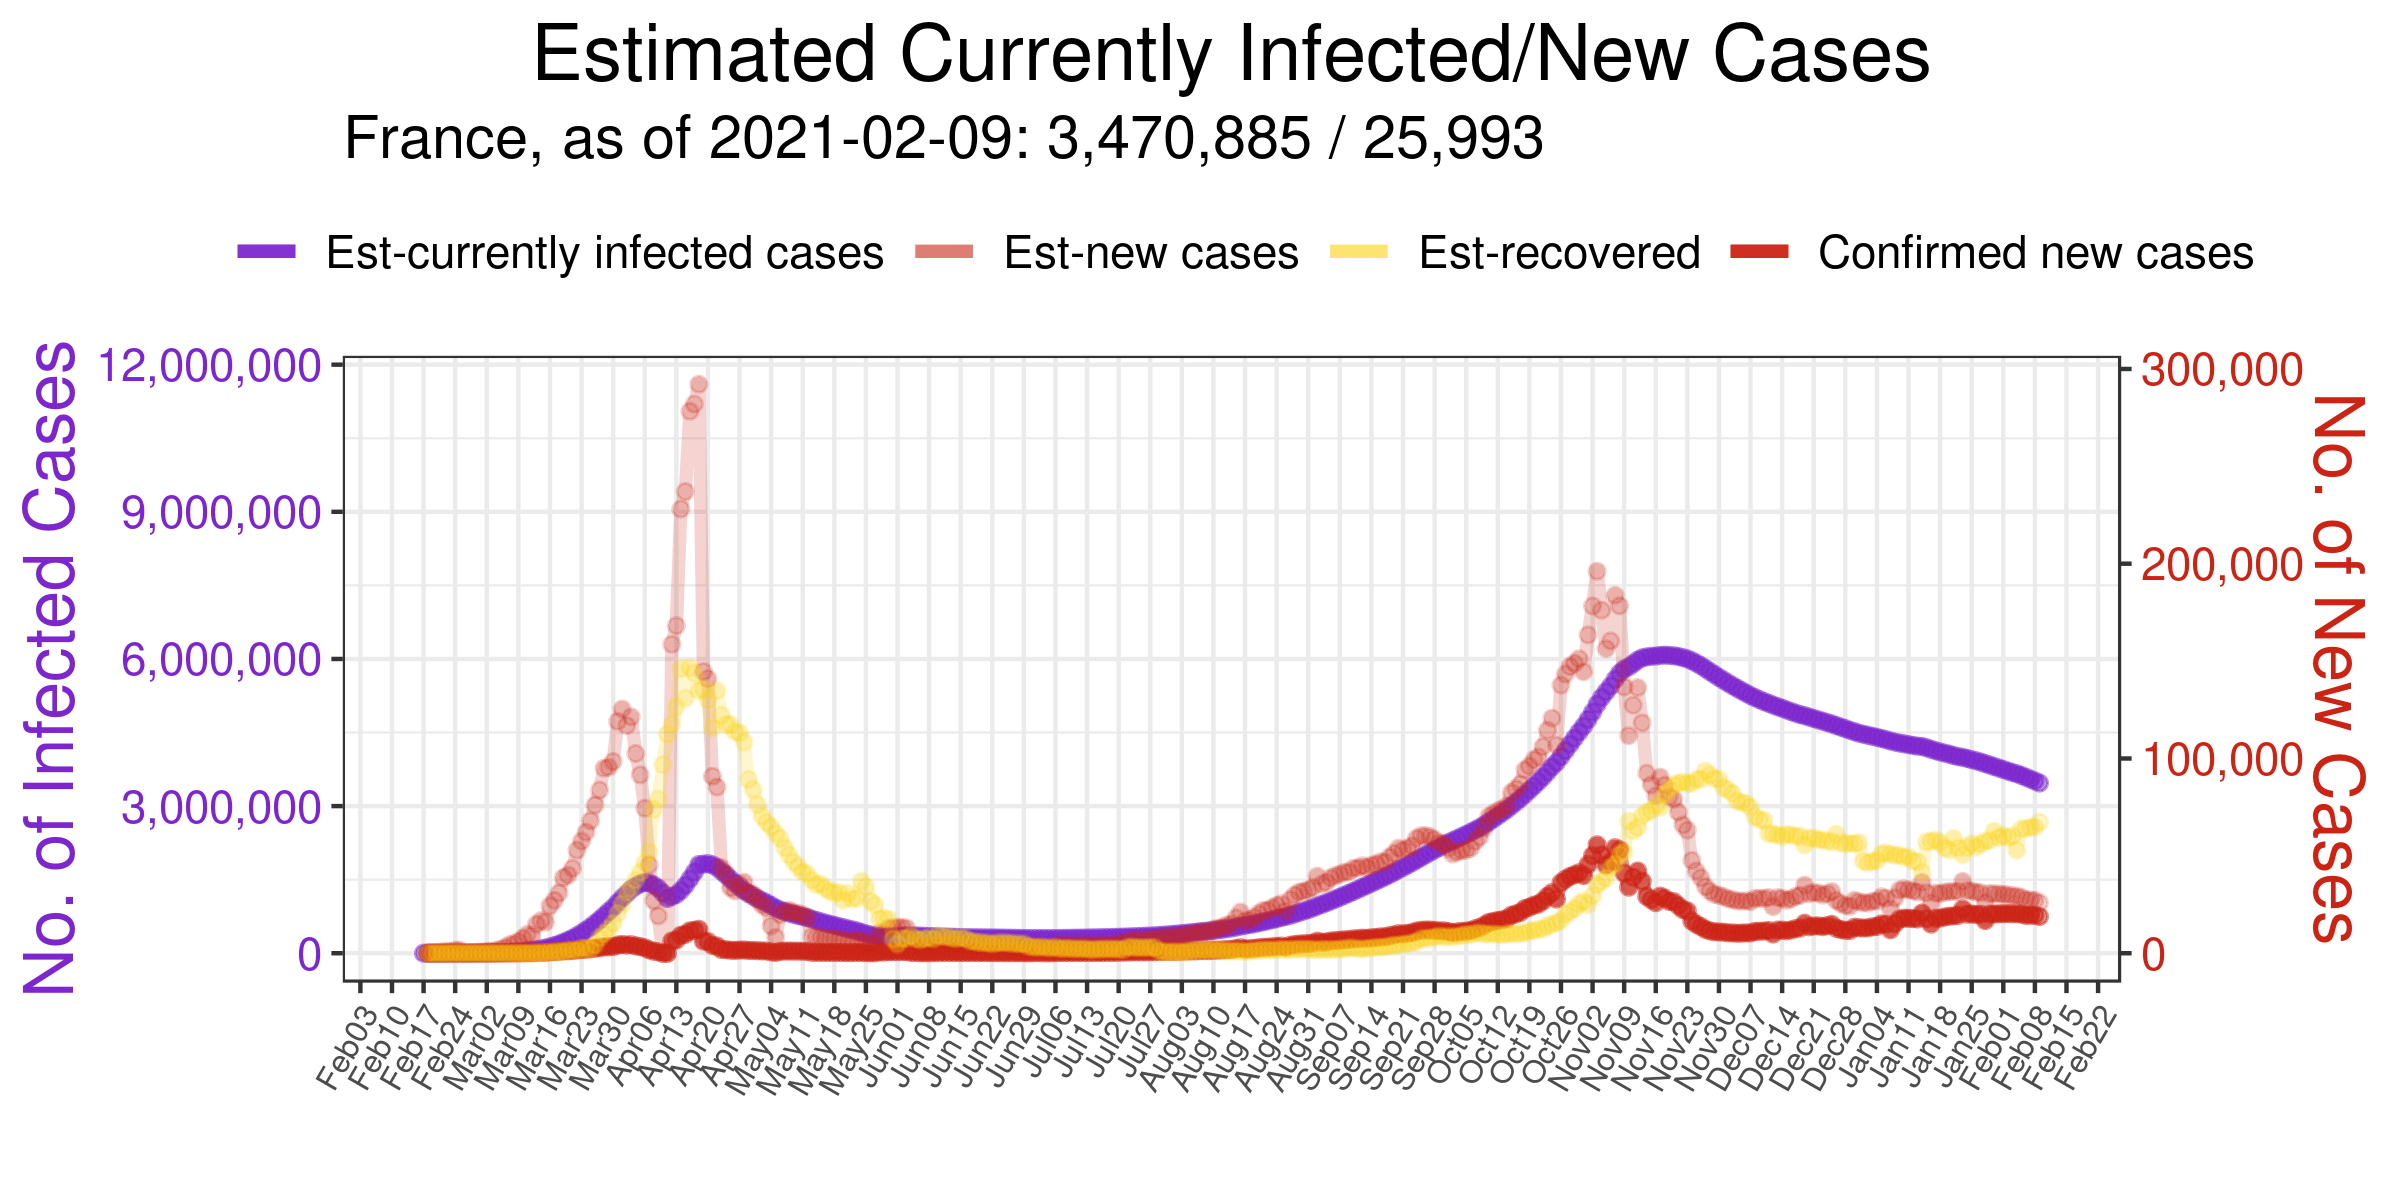 Estimated Currently Infected/New Cases
France, as of 2021-02-09: 3,470,885 / 25,993
Est-currently infected cases
Est-new cases
Est-recovered
Confirmed new cases
No. of Infected Cases
12,000,000
9,000,000
6,000,000
3,000,000
0
300,000
200,000
100,000
0
No. of New Cases
Feb03
Feb10
Feb17
Feb24
Mar02
Mar09
Mar16
Mar23
Mar30
Apr06
Apr13
Apr20
Apr27
May04
May11
May18
May25
Jun01
Jun08
Jun15
Jun22
Jun29
Jul06
Jul13
Jul20
Jul27
Aug03
Aug10
Aug17
Aug24
Aug31
Sep07
Sep14
Sep21
Sep28
Oct05
Oct12
Oct19
Oct26
Nov02
Nov09
Nov16
Nov23
Nov30
Dec07
Dec14
Dec21
Dec28
Jan04
Jan11
Jan18
Jan25
Feb01
Feb08
Feb15
Feb22